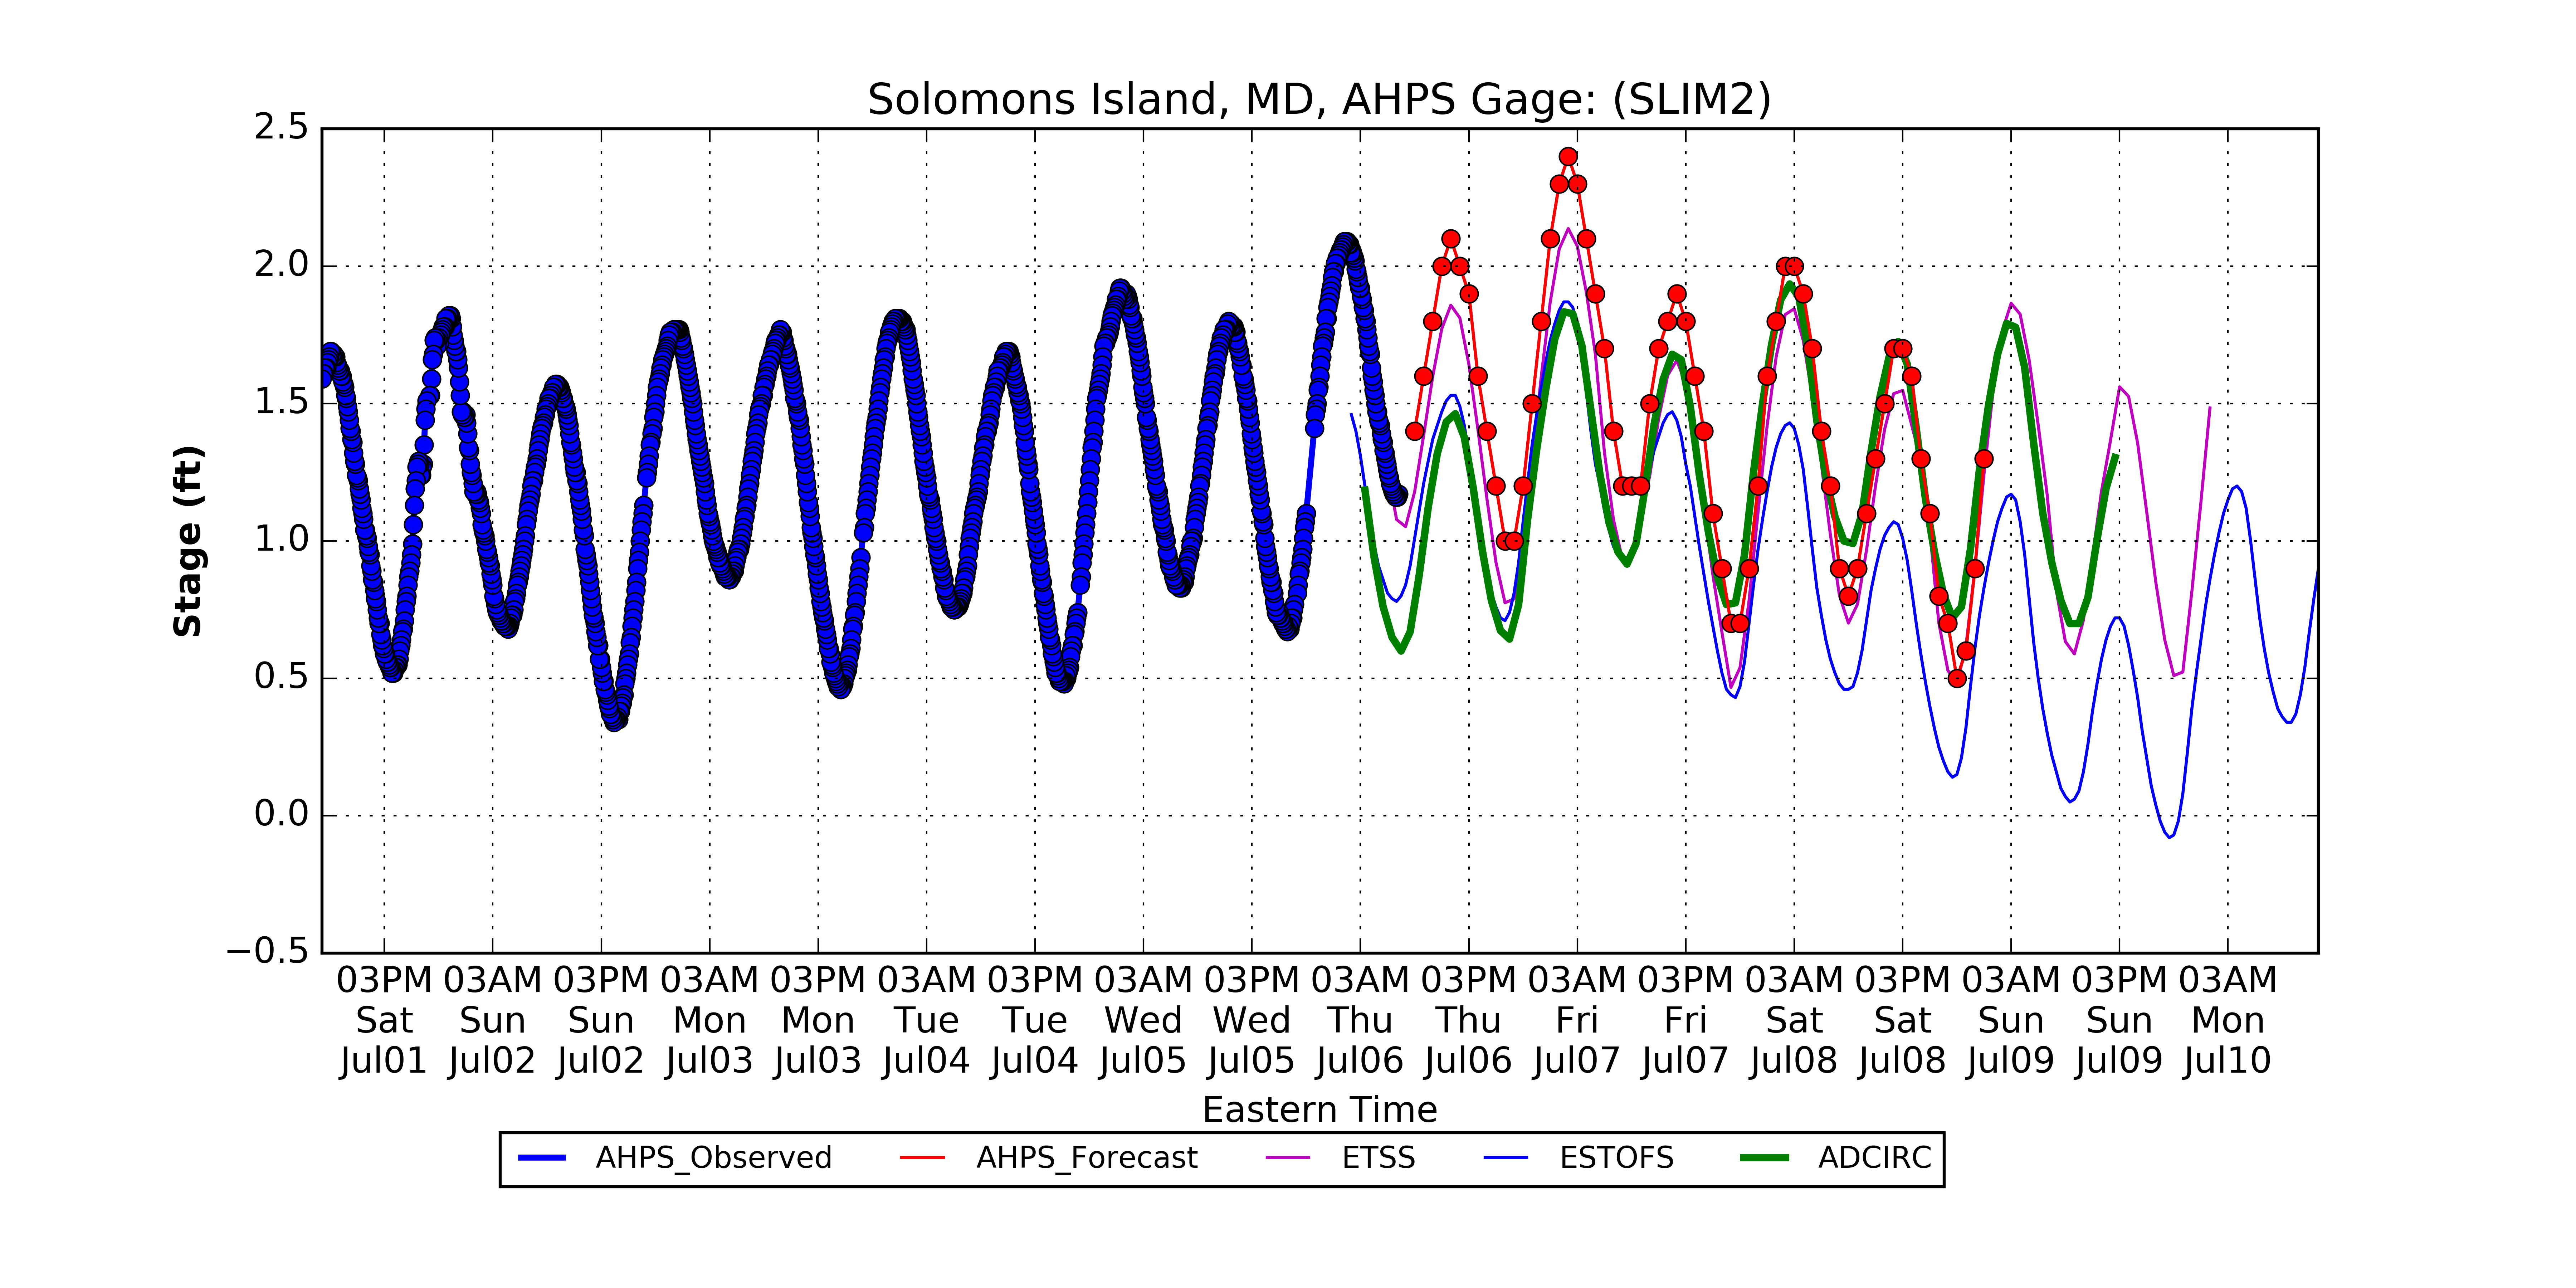 Solomons Island, MD, AHPS Gage: (SLIM2)
2.5
2.0
1.5
1.0
0.5
0.0
−0.5
Stage (ft)
03PM 03AM 03PM 03AM 03PM 03AM 03PM 03AM 03PM 03AM 03PM 03AM 03PM 03AM 03PM 03AM 03PM 03AM
Sat Sun Sun Mon Mon Tue Tue Wed Wed Thu Thu Fri Fri Sat Sat Sun Sun Mon
Jul01 Jul02 Jul02 Jul03 Jul03 Jul04 Jul04 Jul05 Jul05 Jul06 Jul06 Jul07 Jul07 Jul08 Jul08 Jul09 Jul09 Jul10
Eastern Time
AHPS_Observed AHPS_Forecast ETSS ESTOFS ADCIRC